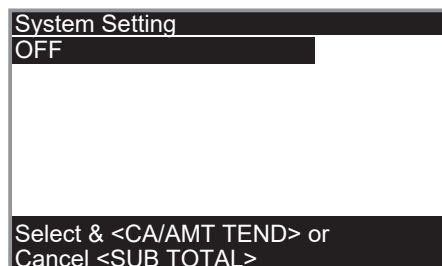 System Setting
OFF
Select & <CA/AMT TEND> or
Cancel <SUB TOTAL>